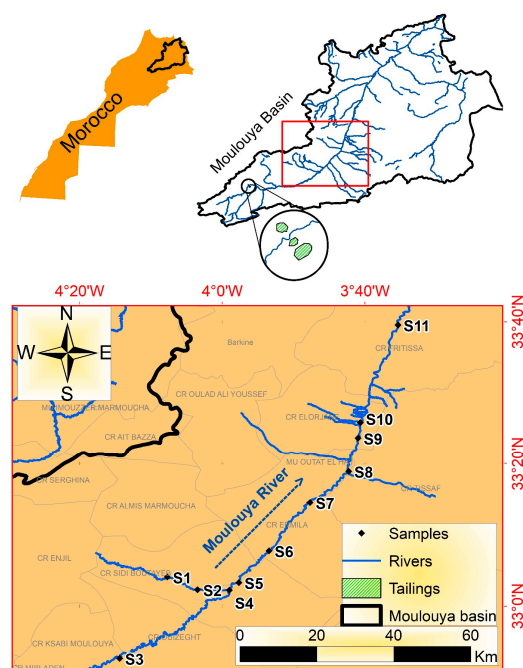 Morocco
Moulouya Basin
4°20'W 4°0'W 3°40'W
33°40'N
33°20'N
33°0'N
N
W E
S
S11
CR FRITISSA
Barkine
CR OULAD ALI YOUSSEF
CR ELORJANE
S10
CR AIT BAZZA
S9
CR SERGHINA
MU OUTAT EL HAJ
S8
CR TISSAF
CR ALMIS MARMOUCHA
Moulouya River
S7
CR ERMILA
S6
CR ENJIL
CR SIDI BOUTAYEB
S1
S2
S5
S4
CR KSABI MOULOUYA
S3
CR MIBLADEN
Samples
Rivers
Tailings
Moulouya basin
0 20 40 60
Km